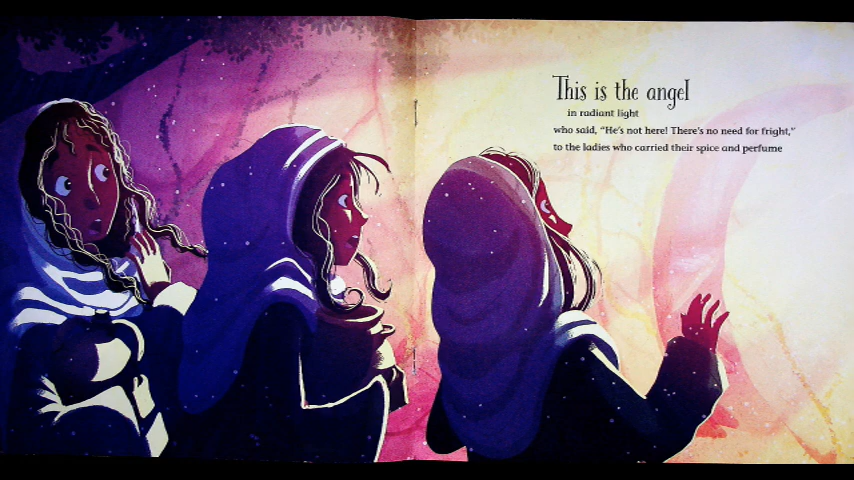 This is the angel
in radiant light
who said, “He’s not here! There’s no need for fright,”
to the ladies who carried their spice and perfume